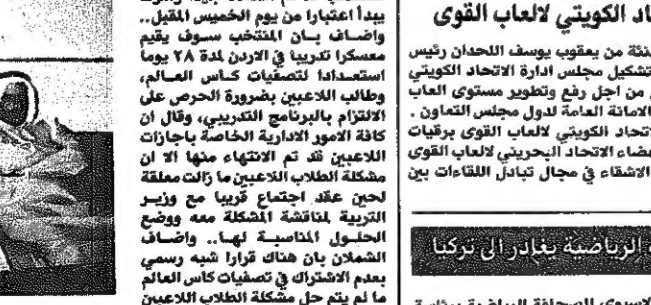 اد الكويتي لالعاب القوى
نئة من يعقوب يوسف اللحدان رئيس
تشكيل مجلس ادارة الاتحاد الكويتي
من اجل رفع وتطوير مستوى العاب
الامانة العامة لدول مجلس التعاون .
تحاد الكويتي لالعاب القوى برقيات
عضاء الاتحاد البحريني لالعاب القوى
الاشقاء في مجال تبادل اللقاءات بين
الرياضية يغادر الى تركيا
يبدأ اعتبارا من يوم الخميس المقبل..
واضاف بان المنتخب سوف يقيم
معسكرا تدريبيا في الاردن لمدة ٢٨ يوما
استعدادا لتصفيات كأس العالم،
وطالب اللاعبين بضرورة الحرص على
الالتزام بالبرنامج التدريبي، وقال ان
كافة الامور الادارية الخاصة باجازات
اللاعبين قد تم الانتهاء منها الا ان
مشكلة الطلاب اللاعبين ما زالت معلقة
لحين عقد اجتماع قريبا مع وزير
التربية لمناقشة المشكلة معه ووضع
الحلول المناسبة لها.. واضاف
الشملان بان هناك قرارا شبه رسمي
بعدم الاشتراك في تصفيات كاس العالم
ما لم يتم حل مشكلة الطلاب اللاعبين